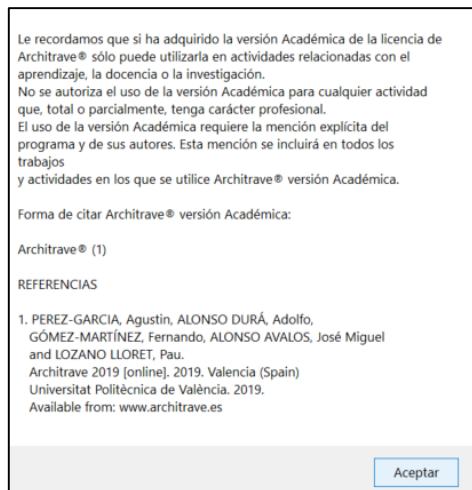 Le recordamos que si ha adquirido la versión Académica de la licencia de
Architrave® sólo puede utilizarla en actividades relacionadas con el
aprendizaje, la docencia o la investigación.
No se autoriza el uso de la versión Académica para cualquier actividad
que, total o parcialmente, tenga carácter profesional.
El uso de la versión Académica requiere la mención explícita del
programa y de sus autores. Esta mención se incluirá en todos los
trabajos
y actividades en los que se utilice Architrave® versión Académica.
Forma de citar Architrave® versión Académica:
Architrave® (1)
REFERENCIAS
1. PEREZ-GARCIA, Agustin, ALONSO DURÁ, Adolfo,
GÓMEZ-MARTÍNEZ, Fernando, ALONSO AVALOS, José Miguel
and LOZANO LLORET, Pau.
Architrave 2019 [online]. 2019. Valencia (Spain)
Universitat Politècnica de València. 2019.
Available from: www.architrave.es
Aceptar